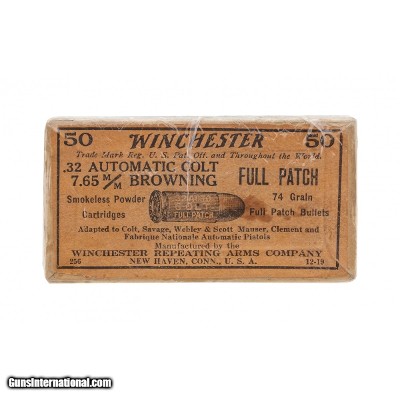 50 WINCHESTER 50
Trade Mark Reg. U. S. Pat. Off. and Throughout the World.
.32 AUTOMATIC COLT
7.65 M/M BROWNING
FULL PATCH
Smokeless Powder
Cartridges
FULL PATCH
74 Grain
Full Patch Bullets
Adapted to Colt, Savage, Webley & Scott Mauser, Clement and
Fabrique Nationale Automatic Pistols
Manufactured by the
WINCHESTER REPEATING ARMS COMPANY
256 NEW HAVEN, CONN., U. S. A. 12-19
GunsInternational.com